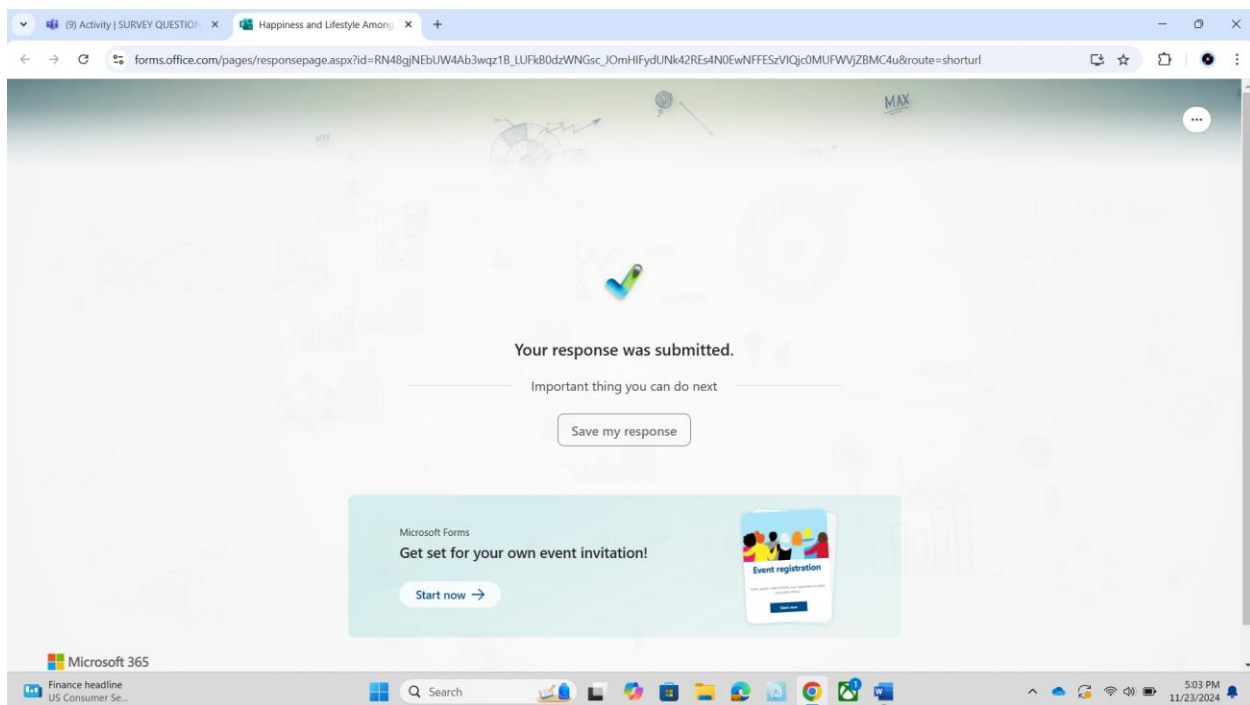 (9) Activity | SURVEY QUESTION
Happiness and Lifestyle Among
forms.office.com/pages/responsepage.aspx?id=RN48gjNEbUW4Ab3wqz1B_LUFkB0dzWNGsc_JOmHIFydUNk42REs4N0EwNFFESzVIQjc0MUFWVjZBMC4u&route=shorturl
MAX
Your response was submitted.
Important thing you can do next
Save my response
Microsoft Forms
Get set for your own event invitation!
Start now
Event registration
Start now
Microsoft 365
Finance headline
US Consumer Se...
Search
5:03 PM
11/23/2024